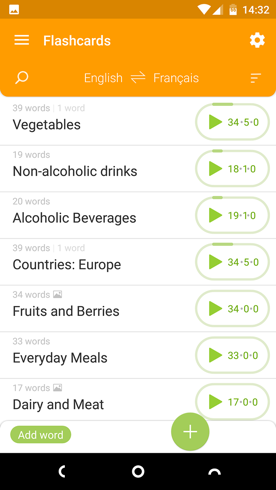 14:32
Flashcards
English Français
39 words | 1 word
Vegetables
34·5·0
19 words
Non-alcoholic drinks
18·1·0
20 words
Alcoholic Beverages
19·1·0
39 words | 1 word
Countries: Europe
34·5·0
34 words
Fruits and Berries
34·0·0
33 words
Everyday Meals
33·0·0
17 words
Dairy and Meat
17·0·0
Add word